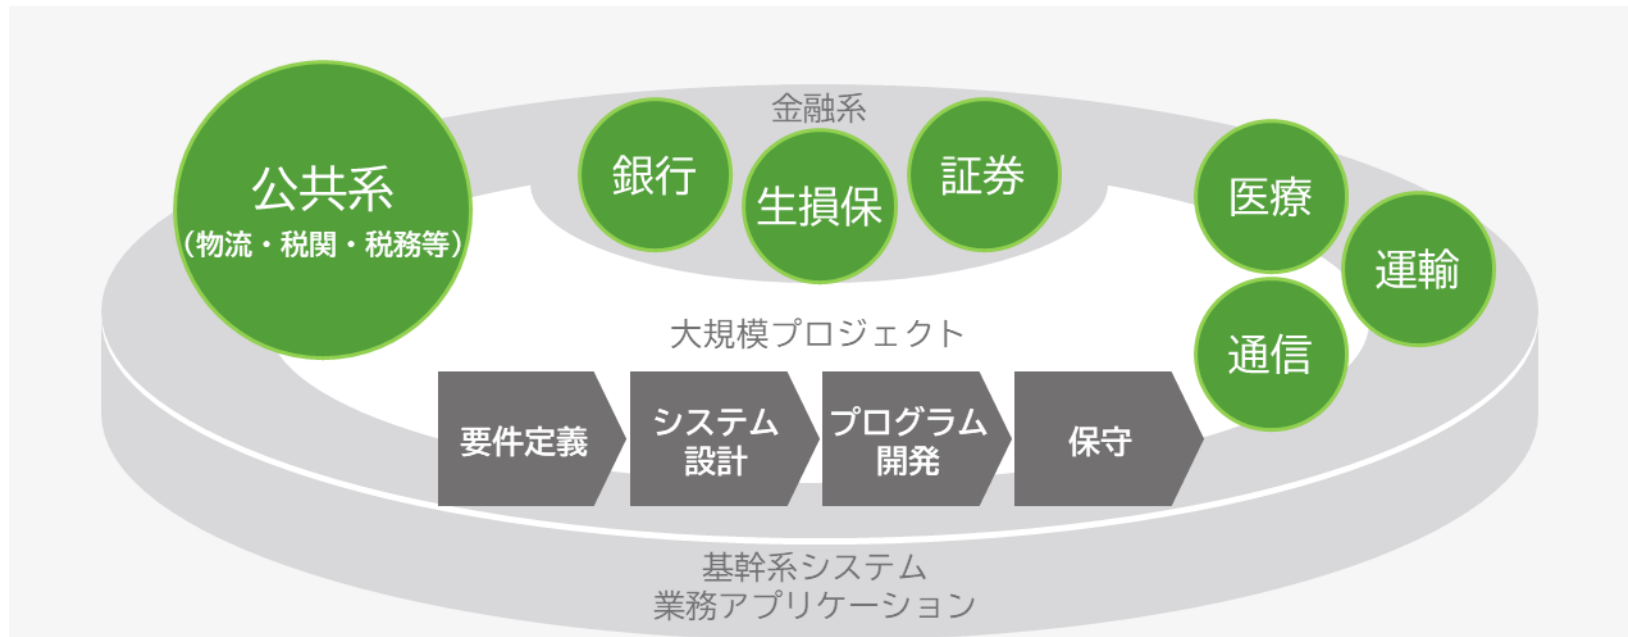 金融系
公共系
（物流・税関・税務等）
銀行
生損保
証券
医療
運輸
通信
大規模プロジェクト
要件定義
システム
設計
プログラム
開発
保守
基幹系システム
業務アプリケーション